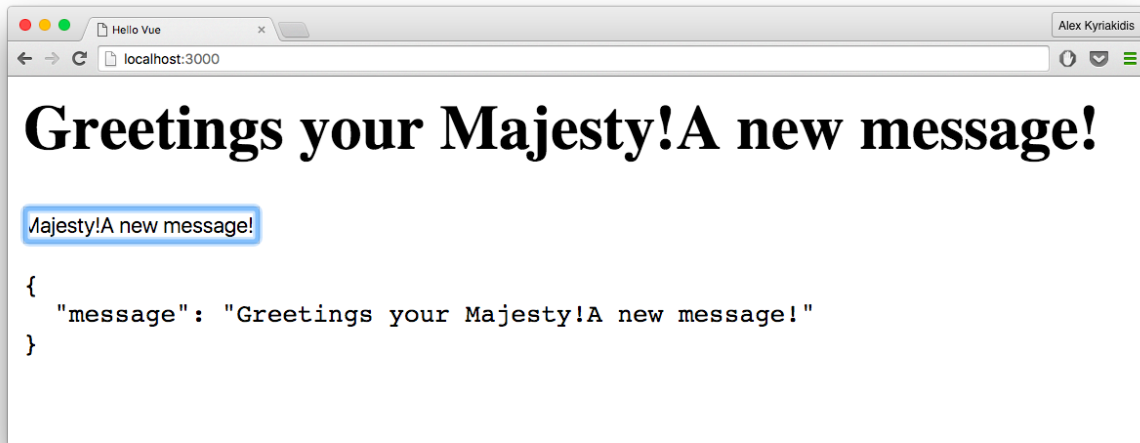 Hello Vue
Alex Kyriakidis
localhost:3000
Greetings your Majesty!A new message!
Majesty!A new message!
{
"message": "Greetings your Majesty!A new message!"
}